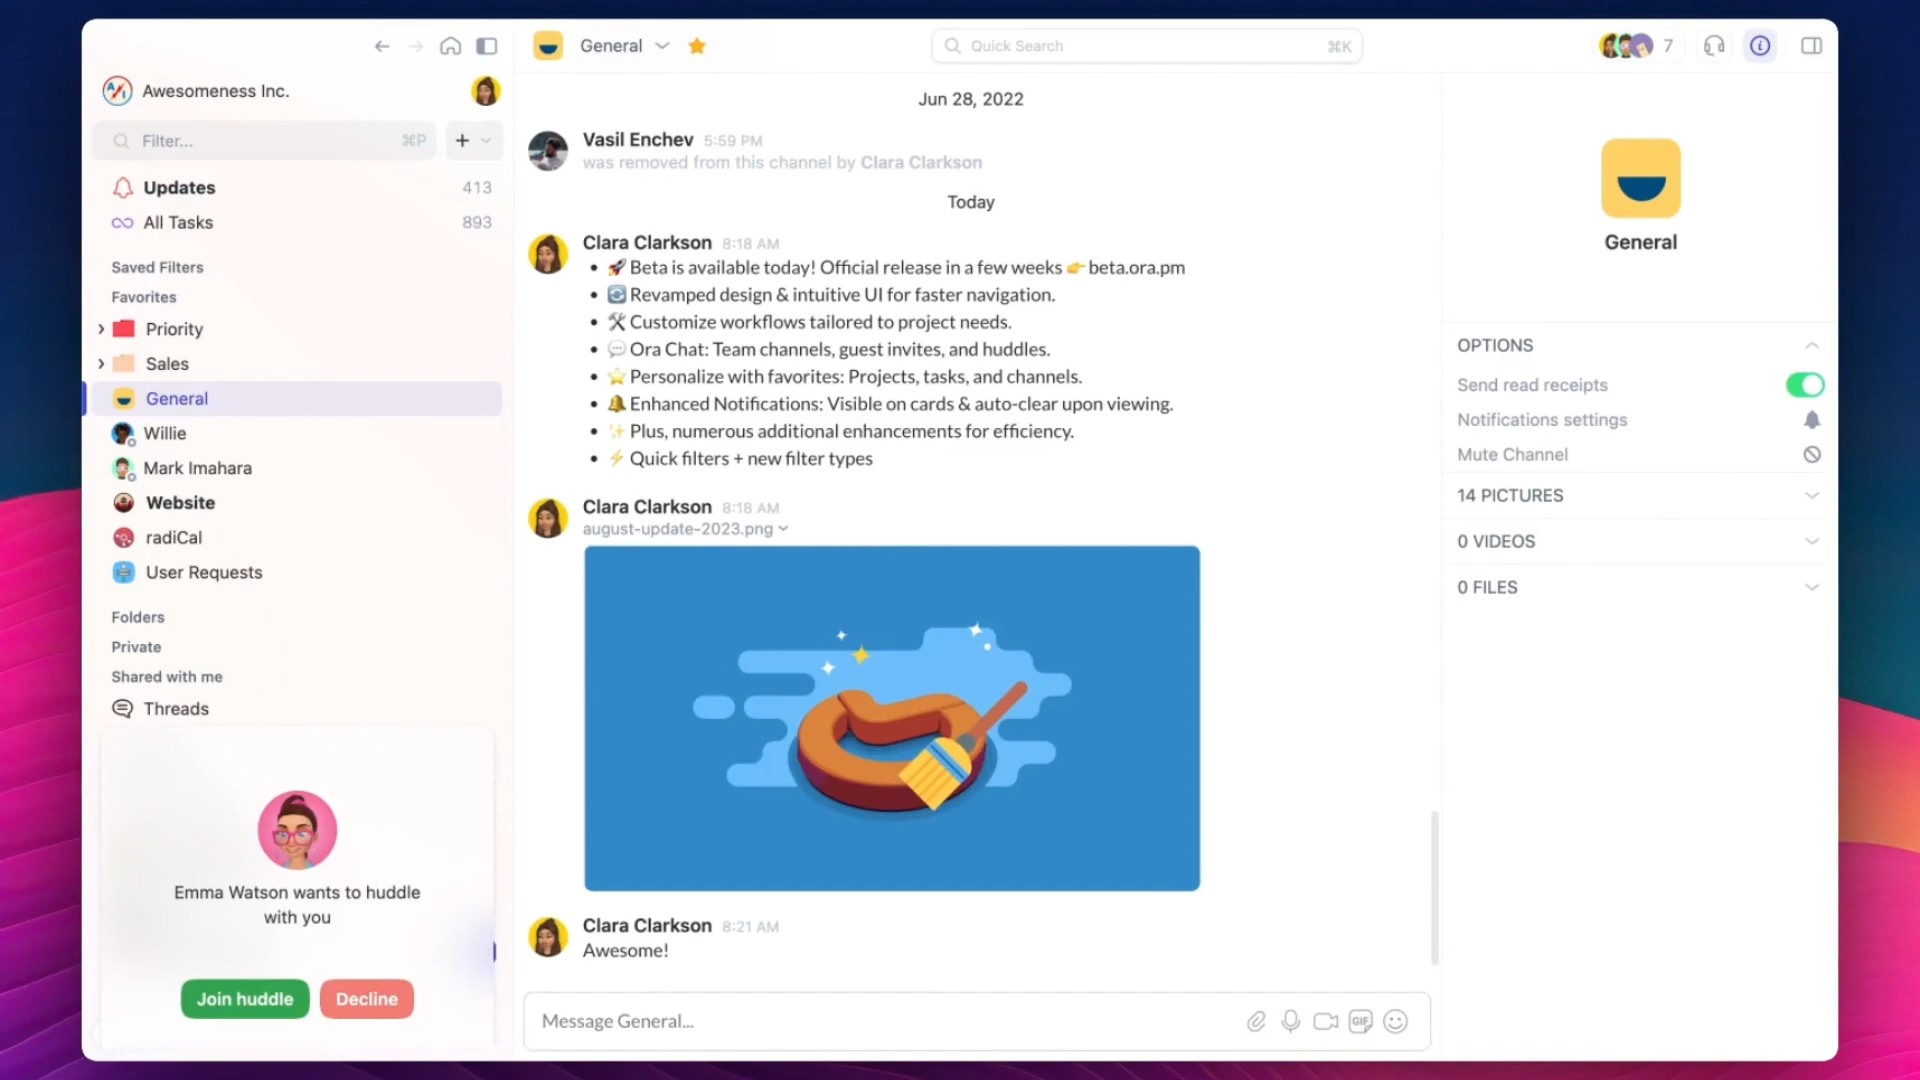 General
Quick Search
⌘K
7
Awesomeness Inc.
Filter...
⌘P
Updates
413
All Tasks
893
Saved Filters
Favorites
Priority
Sales
General
Willie
Mark Imahara
Website
radiCal
User Requests
Folders
Private
Shared with me
Threads
Emma Watson wants to huddle
with you
Join huddle
Decline
Jun 28, 2022
Vasil Enchev 5:59 PM
was removed from this channel by Clara Clarkson
Today
Clara Clarkson 8:18 AM
• 🚀 Beta is available today! Official release in a few weeks 👉 beta.ora.pm
• 🔄 Revamped design & intuitive UI for faster navigation.
• 🛠 Customize workflows tailored to project needs.
• 💬 Ora Chat: Team channels, guest invites, and huddles.
• ⭐ Personalize with favorites: Projects, tasks, and channels.
• 🔔 Enhanced Notifications: Visible on cards & auto-clear upon viewing.
• ✨ Plus, numerous additional enhancements for efficiency.
• ⚡ Quick filters + new filter types
Clara Clarkson 8:18 AM
august-update-2023.png
Clara Clarkson 8:21 AM
Awesome!
Message General...
GIF
General
OPTIONS
Send read receipts
Notifications settings
Mute Channel
14 PICTURES
0 VIDEOS
0 FILES